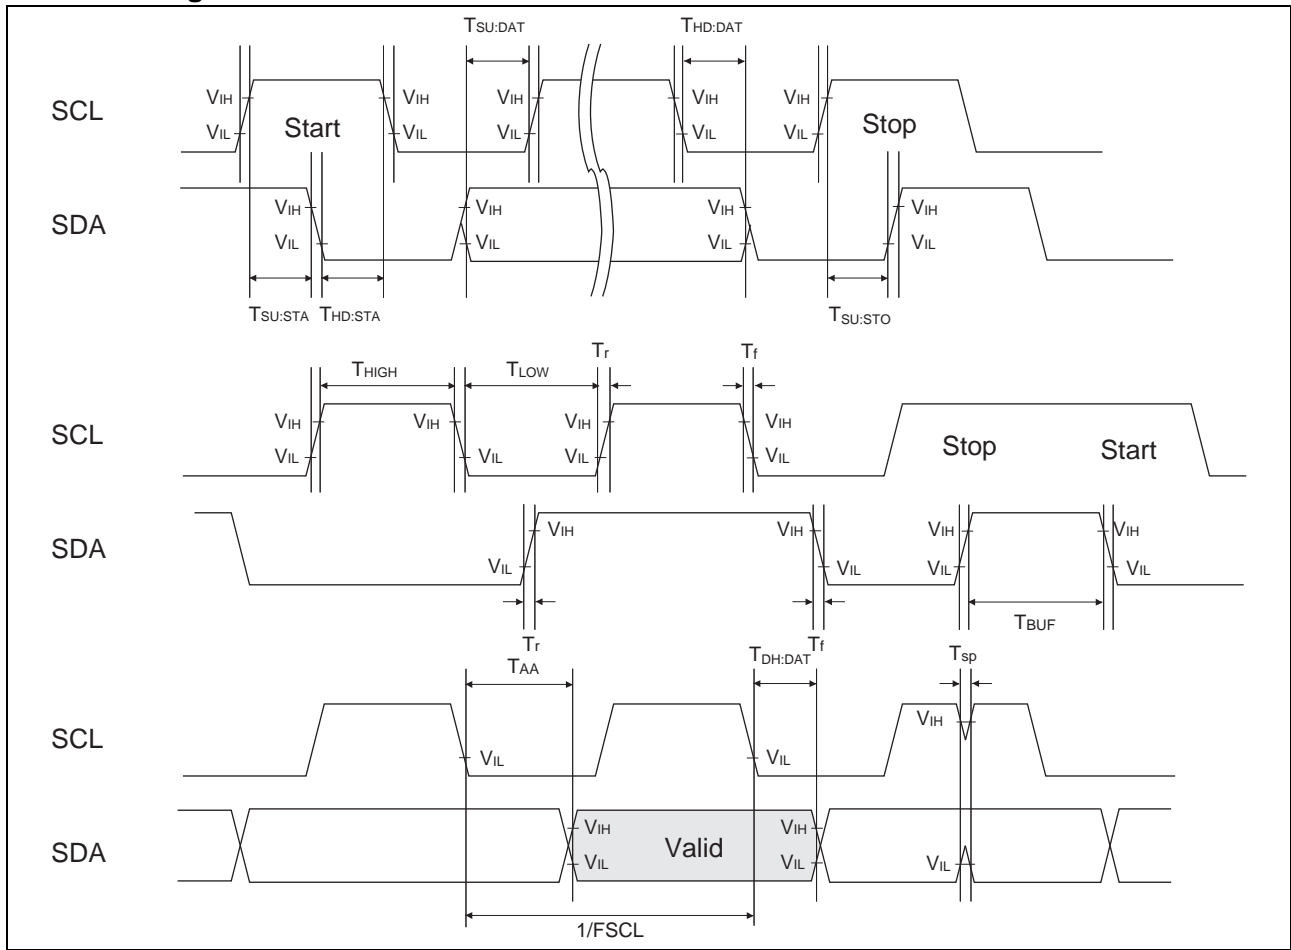 TSU:DAT THD:DAT
SCL VIH VIH VIH VIH VIH
Start Stop
VIL VIL VIL VIL VIL
SDA VIH VIH VIH VIH
VIL VIL VIL VIL
TSU:STA THD:STA TSU:STO
THIGH TLOW Tr Tf
SCL VIH VIH VIH VIH
Stop Start
VIL VIL VIL VIL
SDA VIH VIH VIH VIH
VIL VIL VIL VIL
Tr Tf TBUF
TAA TDH:DAT Tsp
SCL VIH
VIL VIL
SDA VIH Valid VIH
VIL VIL VIL
1/FSCL